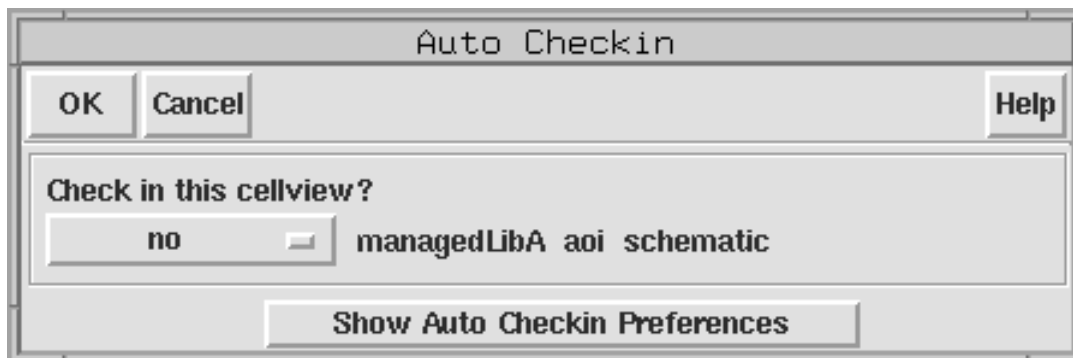 Auto Checkin
OK Cancel Help
Check in this cellview?
no managedLibA aoi schematic
Show Auto Checkin Preferences